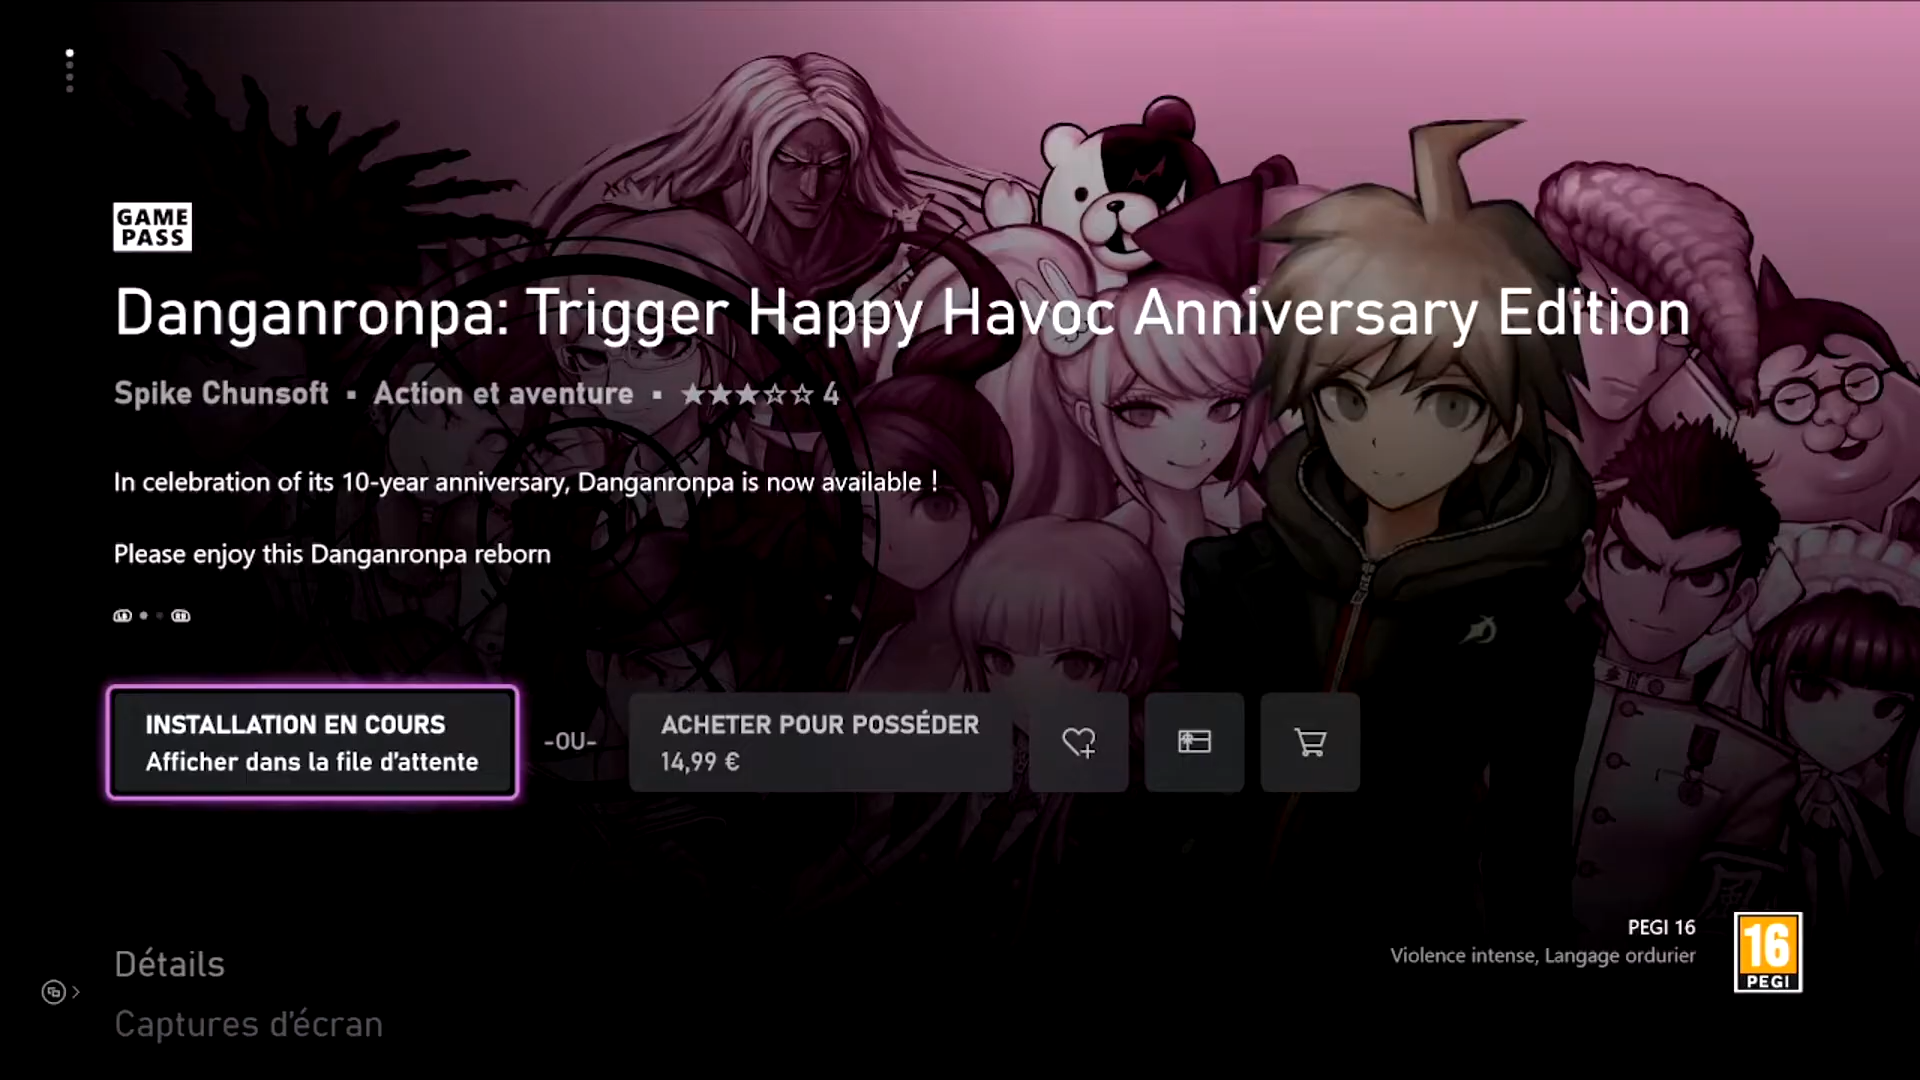 GAME
PASS
Danganronpa: Trigger Happy Havoc Anniversary Edition
Spike Chunsoft ▪ Action et aventure ▪ ★★★☆☆ 4
In celebration of its 10-year anniversary, Danganronpa is now available !
Please enjoy this Danganronpa reborn
LB RB
INSTALLATION EN COURS
Afficher dans la file d'attente
-OU-
ACHETER POUR POSSÉDER
14,99 €
PEGI 16
Violence intense, Langage ordurier
16
PEGI
Détails
Captures d'écran